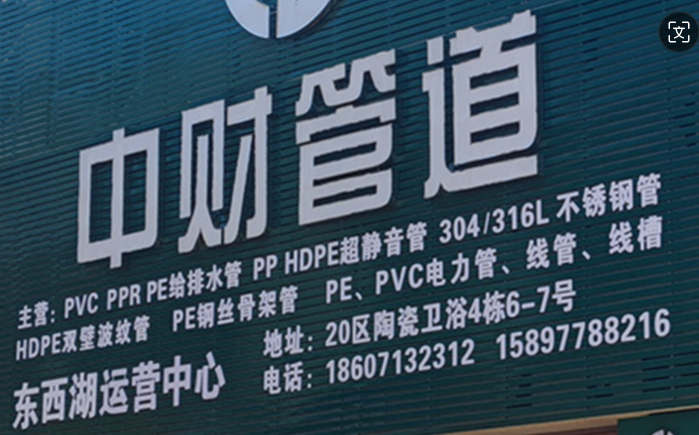 中财管道
主营：PVC PPR PE给排水管 PP HDPE超静音管 304/316L 不锈钢管
HDPE双壁波纹管 PE钢丝骨架管 PE、PVC电力管、线管、线槽
东西湖运营中心
地址：20区陶瓷卫浴4栋6-7号
电话：18607132312 15897788216